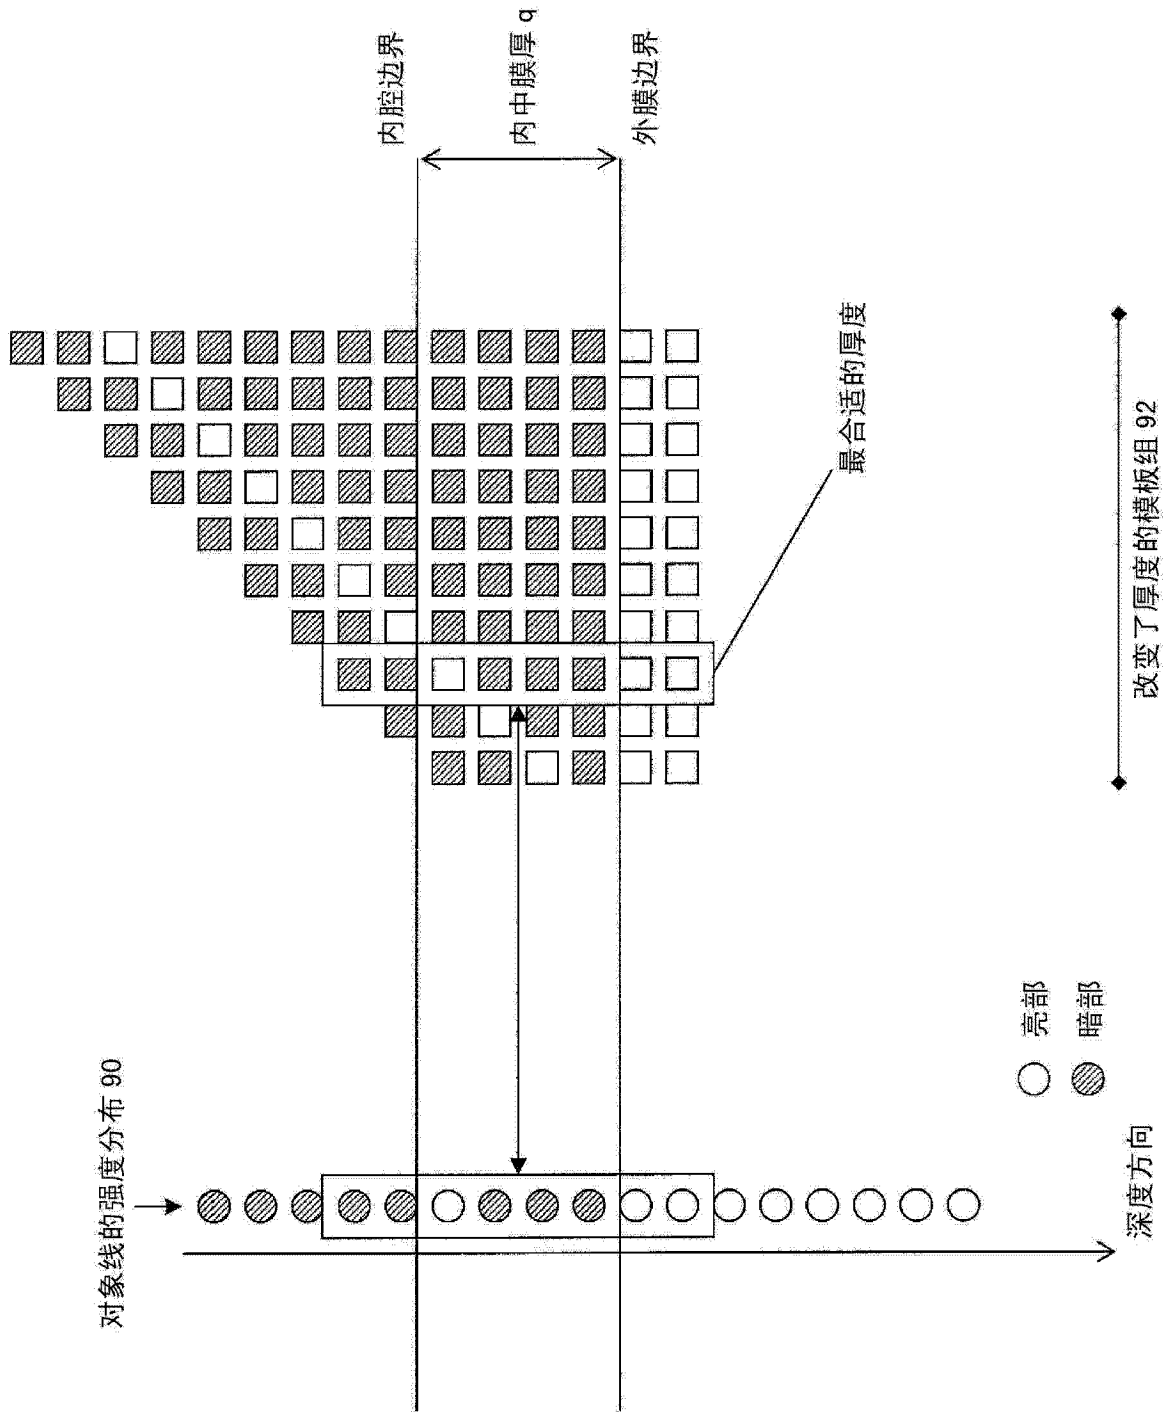 对象线的强度分布 90
内腔边界
内中膜厚 q
外膜边界
最合适的厚度
改变了厚度的模板组 92
亮部
暗部
深度方向